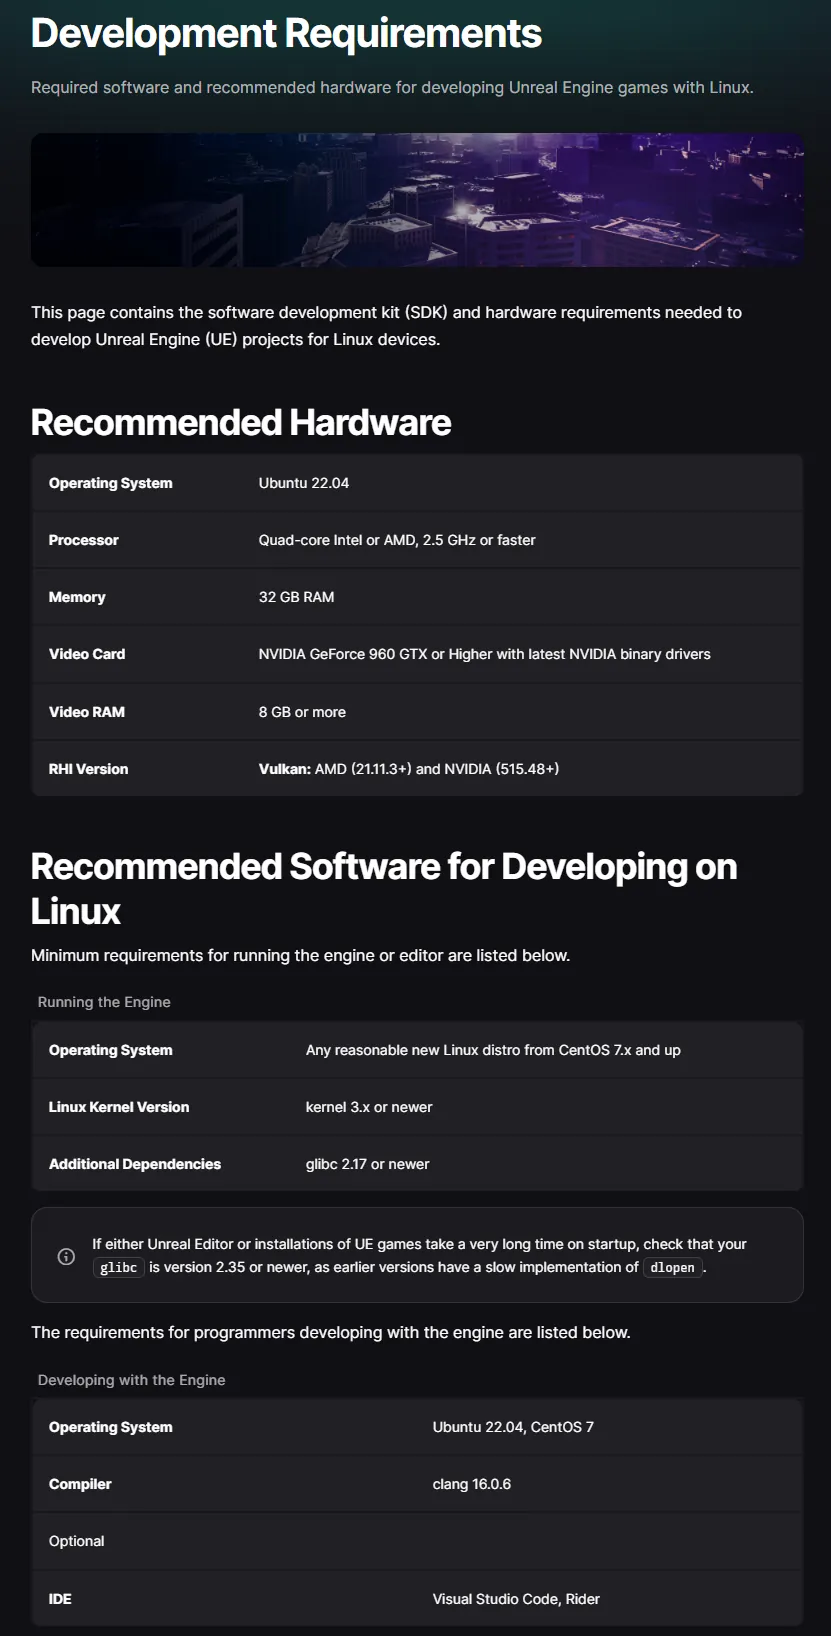 Development Requirements
Required software and recommended hardware for developing Unreal Engine games with Linux.
This page contains the software development kit (SDK) and hardware requirements needed to
develop Unreal Engine (UE) projects for Linux devices.
Recommended Hardware
Operating System Ubuntu 22.04
Processor Quad-core Intel or AMD, 2.5 GHz or faster
Memory 32 GB RAM
Video Card NVIDIA GeForce 960 GTX or Higher with latest NVIDIA binary drivers
Video RAM 8 GB or more
RHI Version Vulkan: AMD (21.11.3+) and NVIDIA (515.48+)
Recommended Software for Developing on
Linux
Minimum requirements for running the engine or editor are listed below.
Running the Engine
Operating System Any reasonable new Linux distro from CentOS 7.x and up
Linux Kernel Version kernel 3.x or newer
Additional Dependencies glibc 2.17 or newer
If either Unreal Editor or installations of UE games take a very long time on startup, check that your
glibc is version 2.35 or newer, as earlier versions have a slow implementation of dlopen.
The requirements for programmers developing with the engine are listed below.
Developing with the Engine
Operating System Ubuntu 22.04, CentOS 7
Compiler clang 16.0.6
Optional
IDE Visual Studio Code, Rider